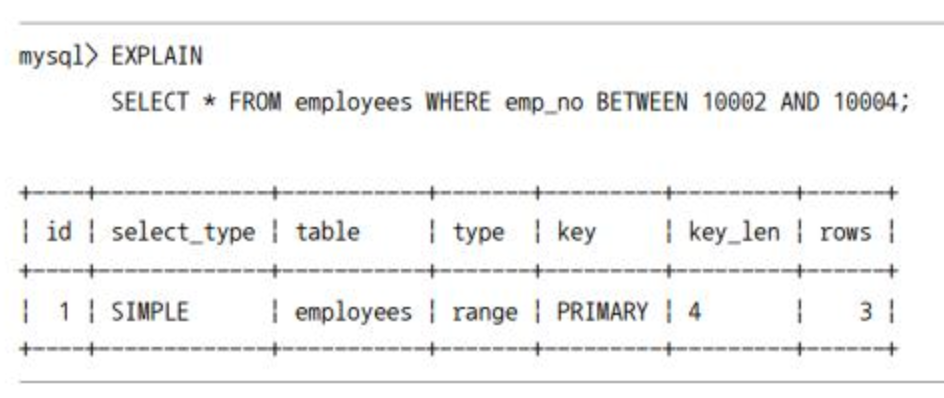 mysql> EXPLAIN
SELECT * FROM employees WHERE emp_no BETWEEN 10002 AND 10004;
+----+-------------+-----------+-------+---------+---------+------+
| id | select_type | table     | type  | key     | key_len | rows |
+----+-------------+-----------+-------+---------+---------+------+
|  1 | SIMPLE      | employees | range | PRIMARY | 4       |    3 |
+----+-------------+-----------+-------+---------+---------+------+